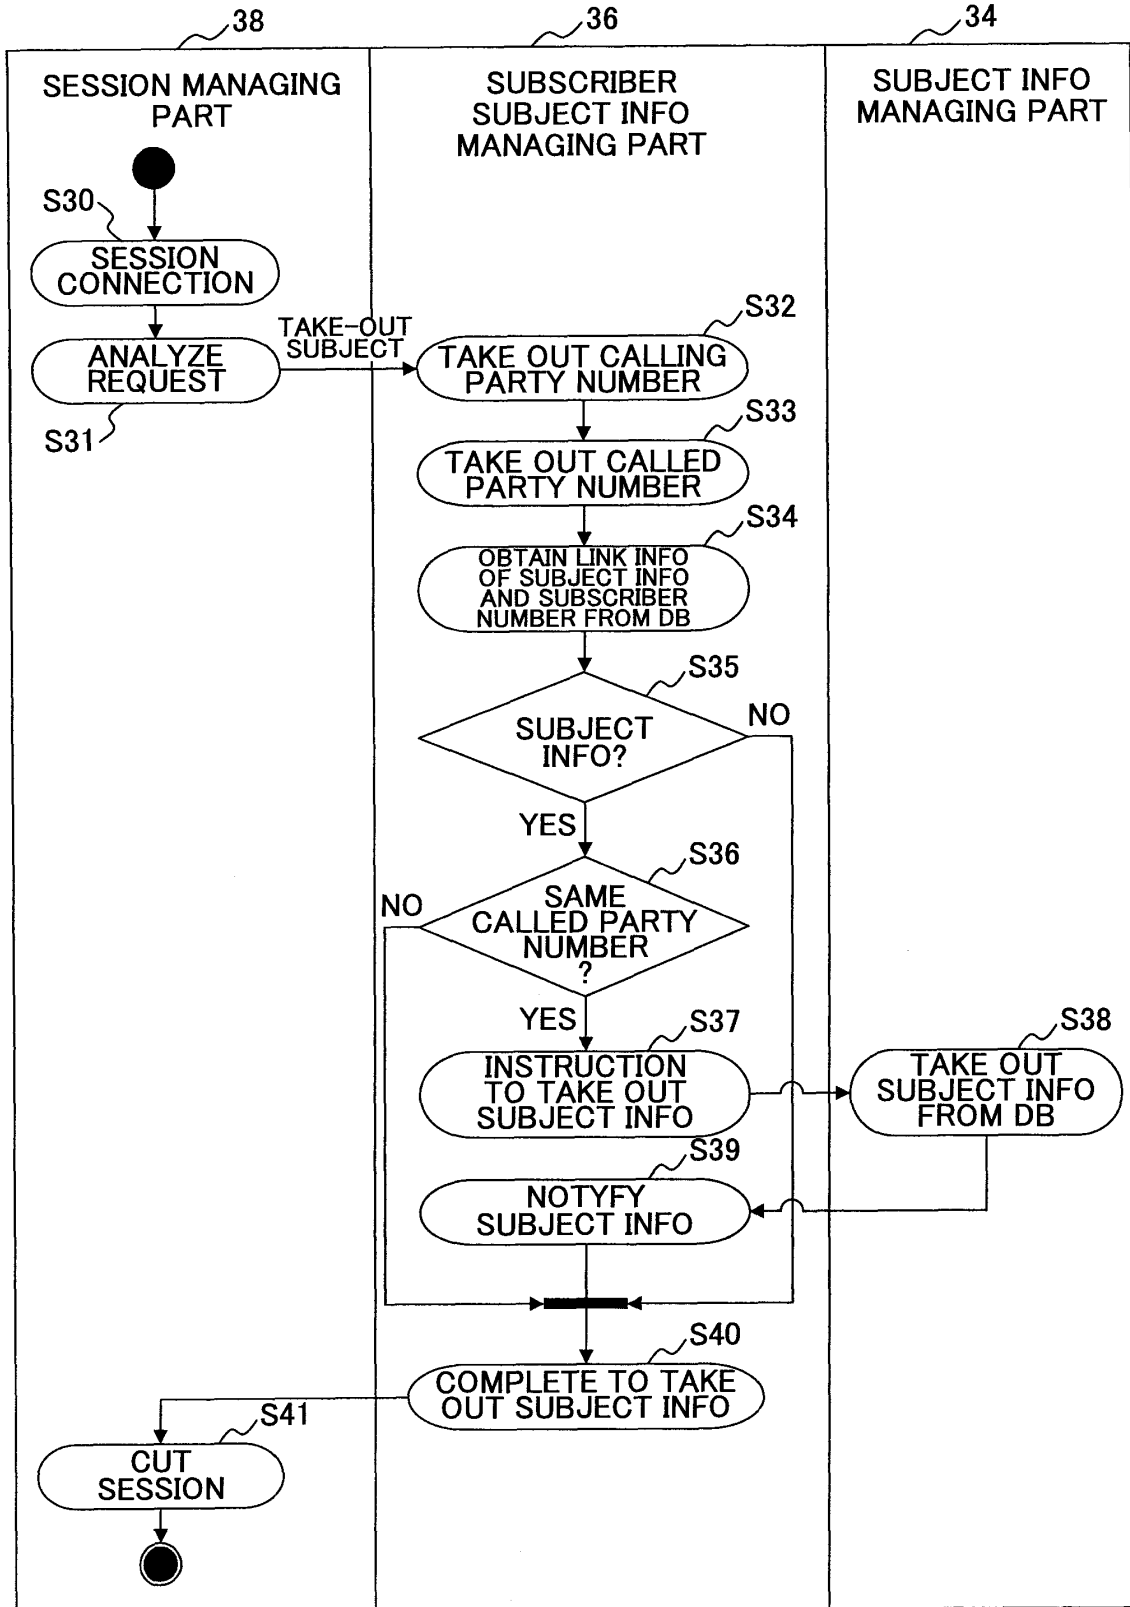 38
36
34
SESSION MANAGING
PART
SUBSCRIBER
SUBJECT INFO
MANAGING PART
SUBJECT INFO
MANAGING PART
S30
SESSION
CONNECTION
ANALYZE
REQUEST
S31
TAKE-OUT
SUBJECT
S32
TAKE OUT CALLING
PARTY NUMBER
S33
TAKE OUT CALLED
PARTY NUMBER
S34
OBTAIN LINK INFO
OF SUBJECT INFO
AND SUBSCRIBER
NUMBER FROM DB
S35
SUBJECT
INFO?
NO
YES
S36
SAME
CALLED PARTY
NUMBER
?
NO
YES
S37
INSTRUCTION
TO TAKE OUT
SUBJECT INFO
S38
TAKE OUT
SUBJECT INFO
FROM DB
S39
NOTYFY
SUBJECT INFO
S40
COMPLETE TO TAKE
OUT SUBJECT INFO
S41
CUT
SESSION